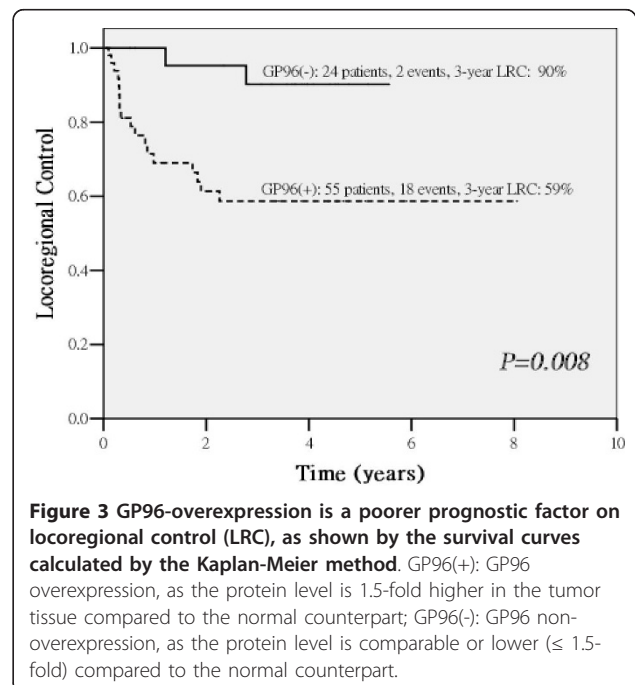 1.0
0.8
0.6
0.4
0.2
0.0
Locoregional Control
GP96(-): 24 patients, 2 events, 3-year LRC: 90%
GP96(+): 55 patients, 18 events, 3-year LRC: 59%
P=0.008
0 2 4 6 8 10
Time (years)
Figure 3 GP96-overexpression is a poorer prognostic factor on
locoregional control (LRC), as shown by the survival curves
calculated by the Kaplan-Meier method. GP96(+): GP96
overexpression, as the protein level is 1.5-fold higher in the tumor
tissue compared to the normal counterpart; GP96(-): GP96 non-
overexpression, as the protein level is comparable or lower (≤ 1.5-
fold) compared to the normal counterpart.